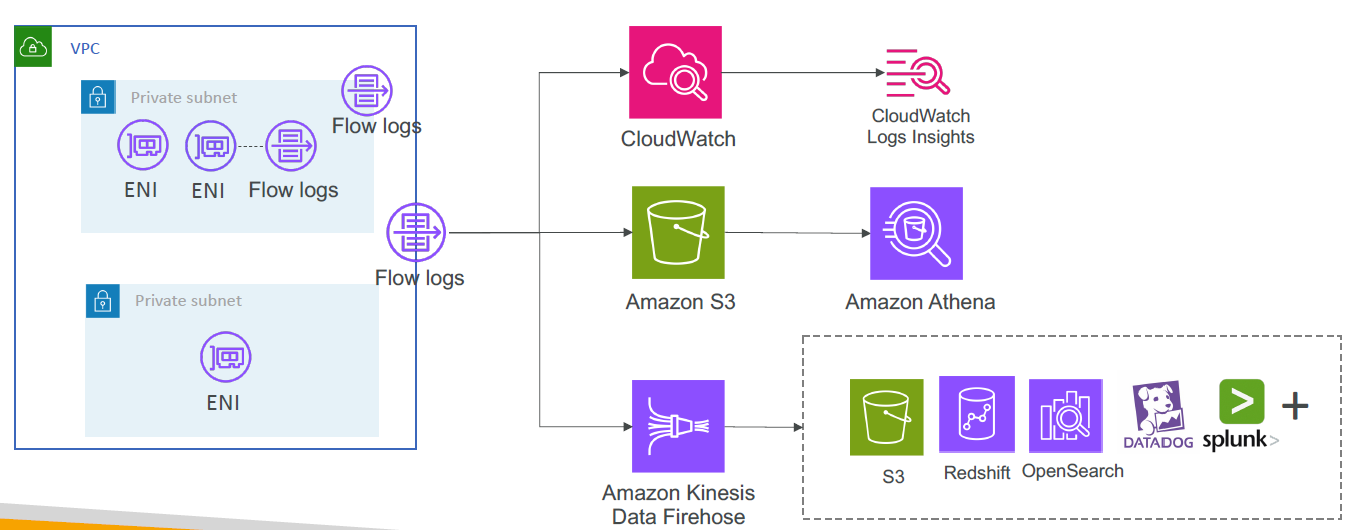 VPC
Private subnet
Flow logs
ENI
ENI
Flow logs
Flow logs
Private subnet
ENI
CloudWatch
CloudWatch
Logs Insights
Amazon S3
Amazon Athena
Amazon Kinesis
Data Firehose
S3
Redshift
OpenSearch
DATADOG
splunk>
+